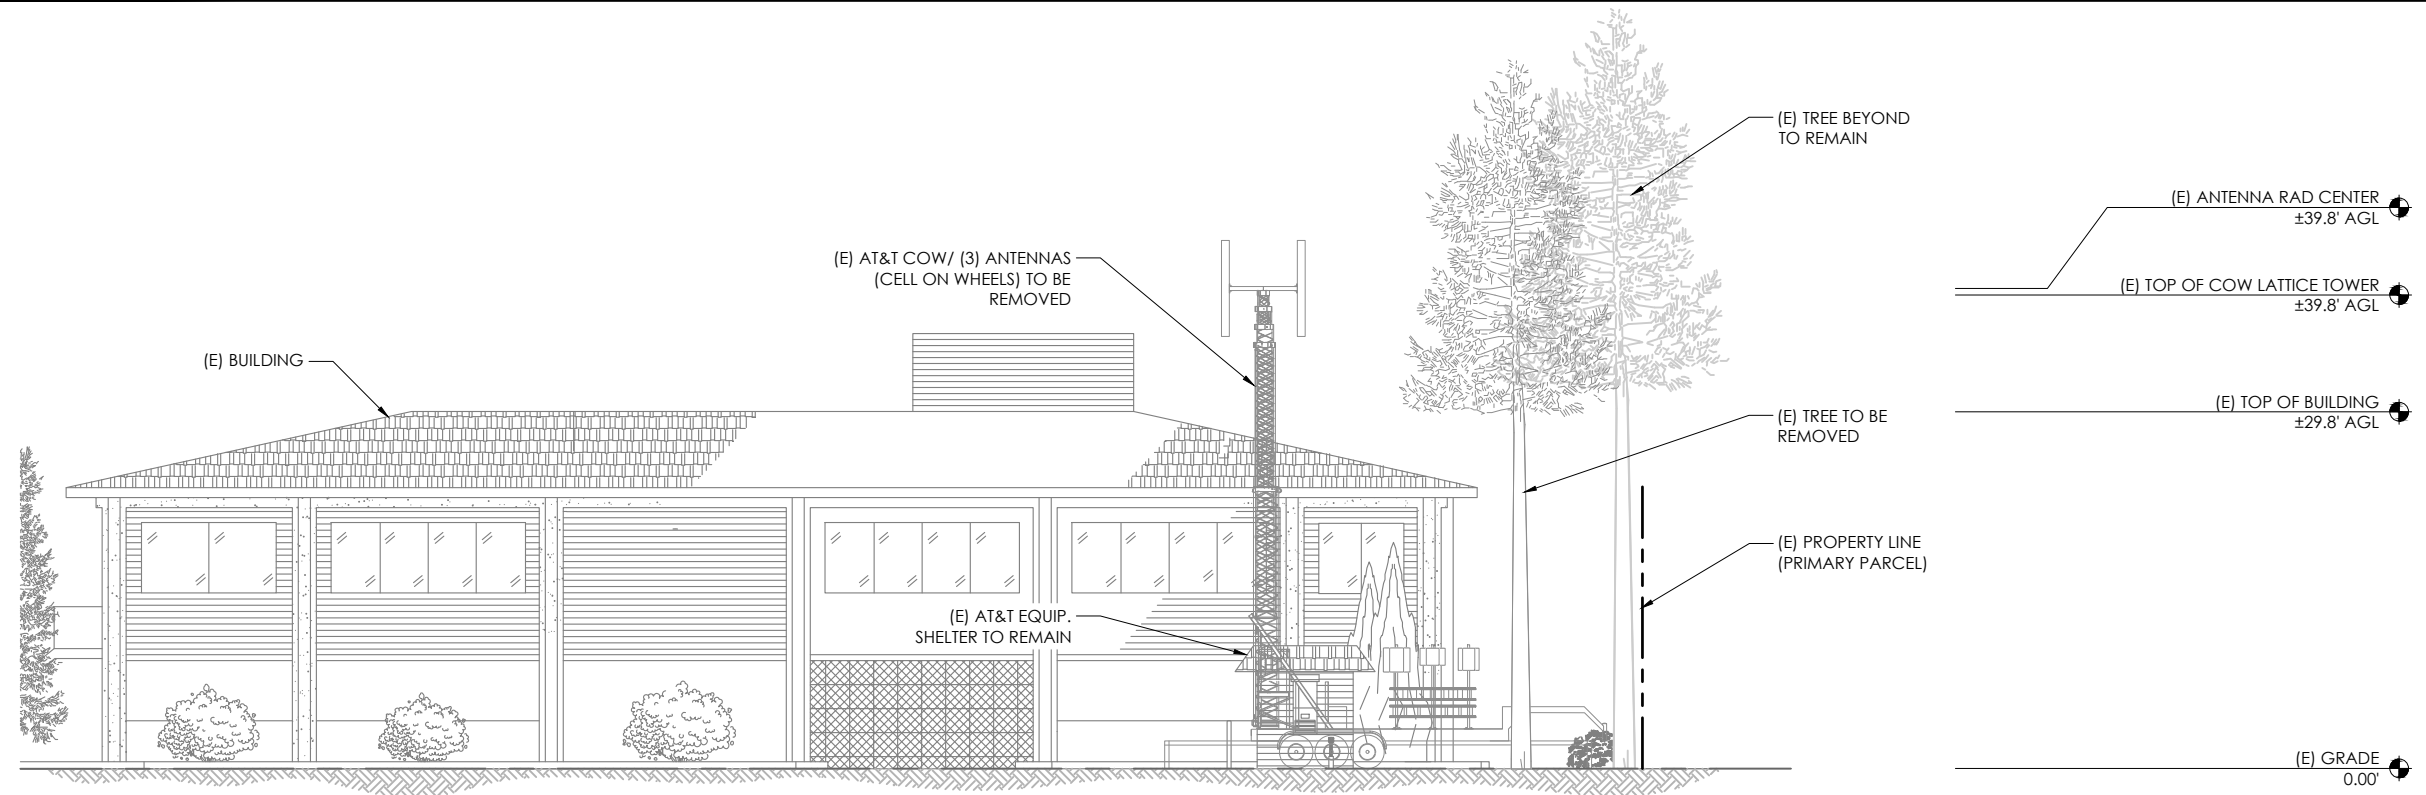 (E) TREE BEYOND
TO REMAIN
(E) ANTENNA RAD CENTER
±39.8' AGL
(E) AT&T COW/ (3) ANTENNAS
(CELL ON WHEELS) TO BE
REMOVED
(E) TOP OF COW LATTICE TOWER
±39.8' AGL
(E) BUILDING
(E) TOP OF BUILDING
±29.8' AGL
(E) TREE TO BE
REMOVED
(E) PROPERTY LINE
(PRIMARY PARCEL)
(E) AT&T EQUIP.
SHELTER TO REMAIN
(E) GRADE
0.00'